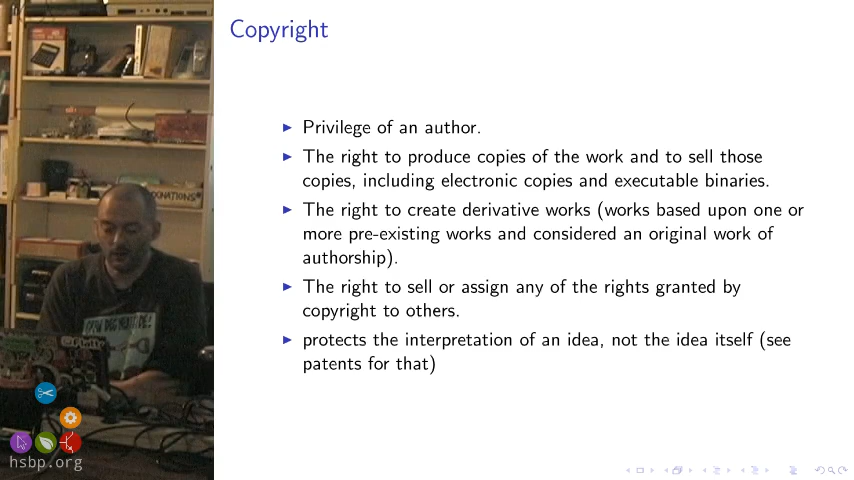 Copyright
Privilege of an author.
The right to produce copies of the work and to sell those
copies, including electronic copies and executable binaries.
The right to create derivative works (works based upon one or
more pre-existing works and considered an original work of
authorship).
The right to sell or assign any of the rights granted by
copyright to others.
protects the interpretation of an idea, not the idea itself (see
patents for that)
DONATIONS
hsbp.org